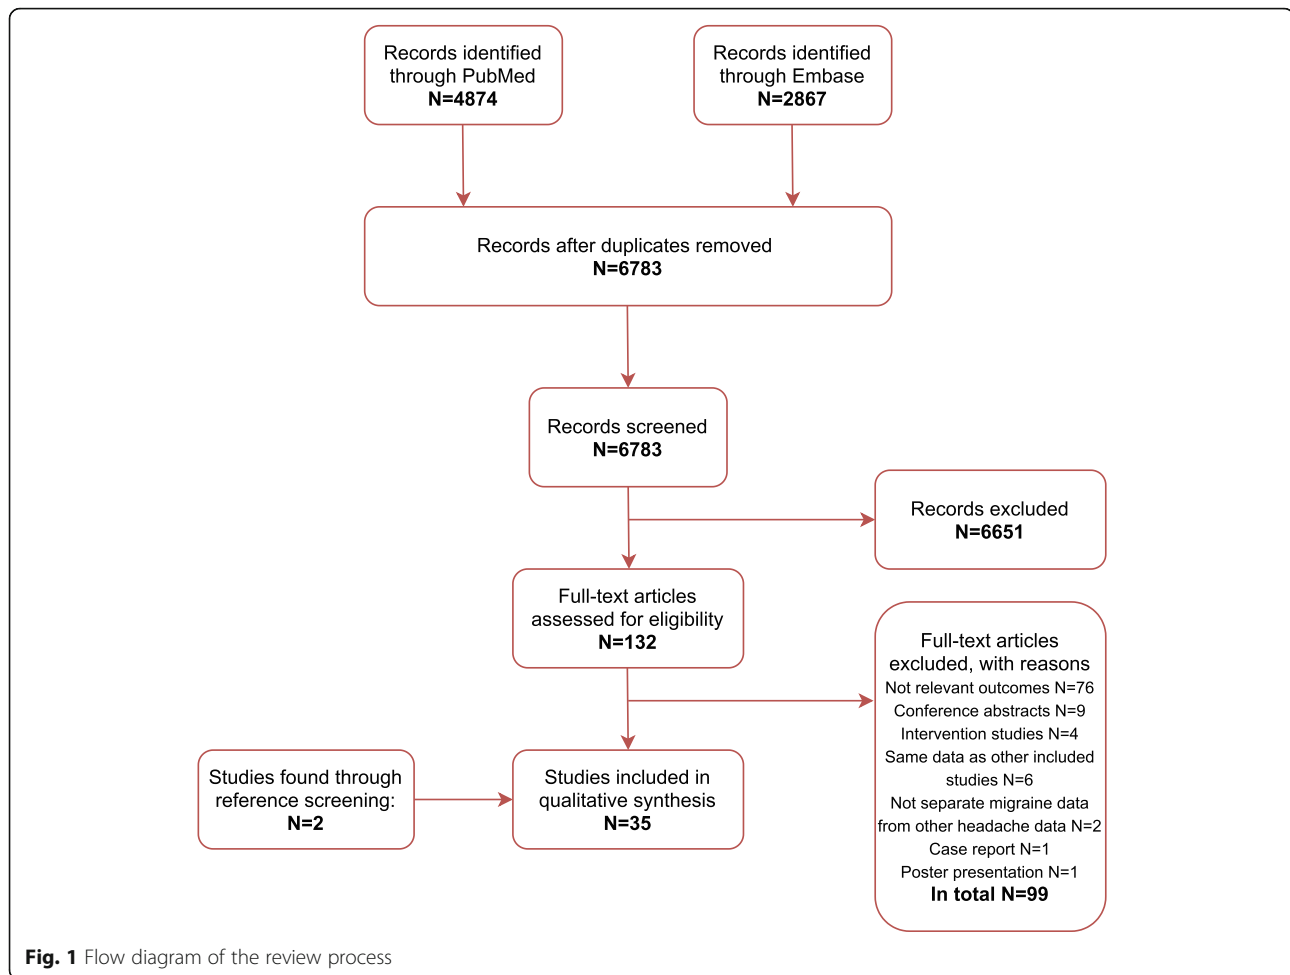 Records identified
through PubMed
N=4874
Records identified
through Embase
N=2867
Records after duplicates removed
N=6783
Records screened
N=6783
Records excluded
N=6651
Full-text articles
assessed for eligibility
N=132
Full-text articles
excluded, with reasons
Not relevant outcomes N=76
Conference abstracts N=9
Intervention studies N=4
Same data as other included
studies N=6
Not separate migraine data
from other headache data N=2
Case report N=1
Poster presentation N=1
In total N=99
Studies found through
reference screening:
N=2
Studies included in
qualitative synthesis
N=35
Fig. 1 Flow diagram of the review process